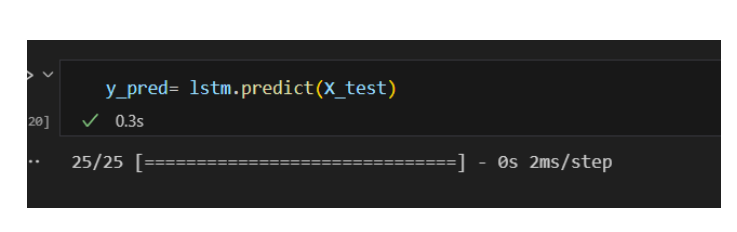 y_pred= lstm.predict(X_test)
20] ✓ 0.3s
25/25 [==============================] - 0s 2ms/step